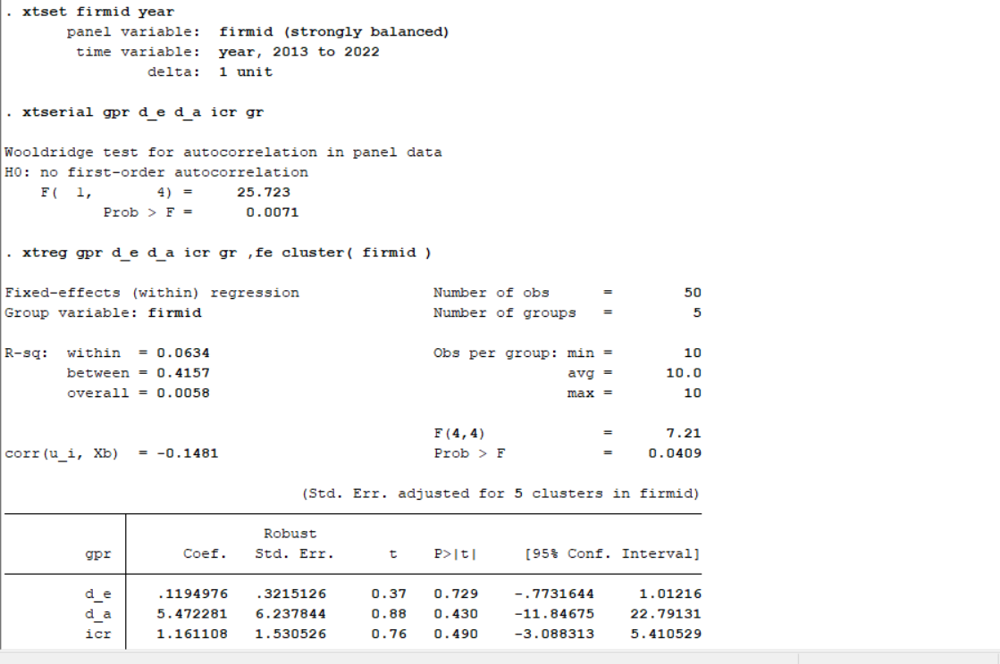 . xtset firmid year
panel variable: firmid (strongly balanced)
time variable: year, 2013 to 2022
delta: 1 unit
. xtserial gpr d_e d_a icr gr
Wooldridge test for autocorrelation in panel data
H0: no first-order autocorrelation
F( 1, 4) = 25.723
Prob > F = 0.0071
. xtreg gpr d_e d_a icr gr ,fe cluster( firmid )
Fixed-effects (within) regression Number of obs = 50
Group variable: firmid Number of groups = 5
R-sq: within = 0.0634 Obs per group: min = 10
between = 0.4157 avg = 10.0
overall = 0.0058 max = 10
F(4,4) = 7.21
corr(u_i, Xb) = -0.1481 Prob > F = 0.0409
(Std. Err. adjusted for 5 clusters in firmid)
Robust
gpr Coef. Std. Err. t P>|t| [95% Conf. Interval]
d_e .1194976 .3215126 0.37 0.729 -.7731644 1.01216
d_a 5.472281 6.237844 0.88 0.430 -11.84675 22.79131
icr 1.161108 1.530526 0.76 0.490 -3.088313 5.410529